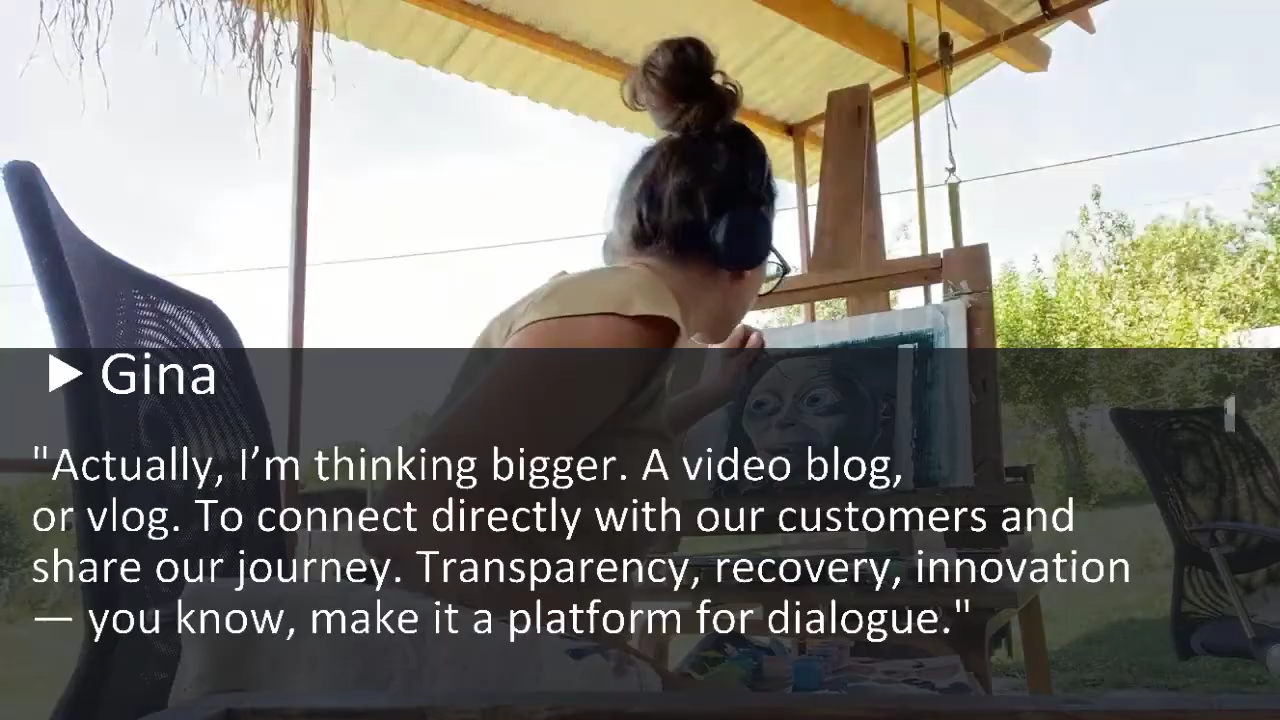 Gina
"Actually, I’m thinking bigger. A video blog,
or vlog. To connect directly with our customers and
share our journey. Transparency, recovery, innovation
— you know, make it a platform for dialogue."